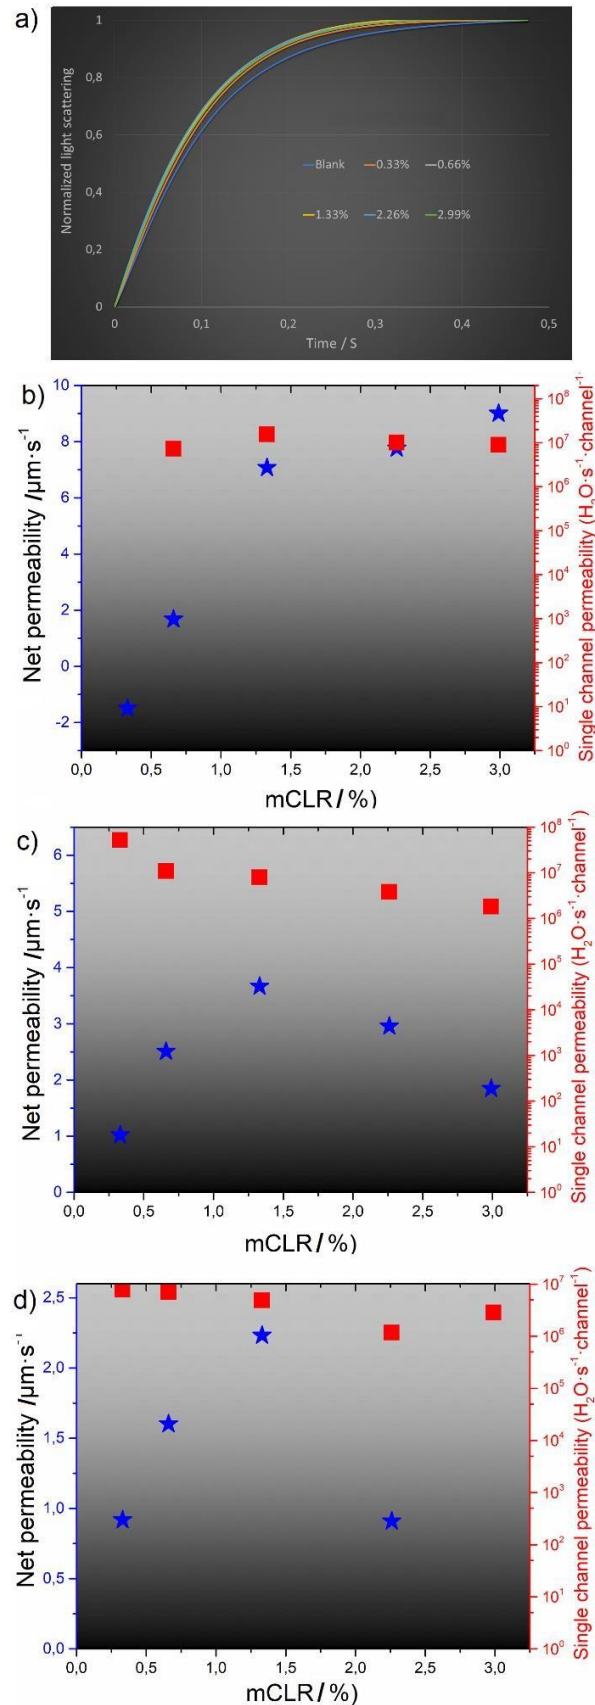 a)
Normalized light scattering
1
0,8
0,6
0,4
0,2
0
Blank 0.33% 0.66%
1.33% 2.26% 2.99%
0 0,1 0,2 0,3 0,4 0,5
Time / S
b)
Net permeability /µm·s⁻¹
10
8
6
4
2
0
-2
10⁸
10⁷
10⁶
10⁵
10⁴
10³
10²
10¹
10⁰
Single channel permeability (H₂O·s⁻¹·channel⁻¹
0,0 0,5 1,0 1,5 2,0 2,5 3,0
mCLR / %)
c)
Net permeability /µm·s⁻¹
6
5
4
3
2
1
0
10⁸
10⁷
10⁶
10⁵
10⁴
10³
10²
10¹
10⁰
Single channel permeability (H₂O·s⁻¹·channel⁻¹)
0,0 0,5 1,0 1,5 2,0 2,5 3,0
mCLR / %)
d)
Net permeability /µm·s⁻¹
2,5
2,0
1,5
1,0
0,5
0,0
10⁷
10⁶
10⁵
10⁴
10³
10²
10¹
10⁰
Single channel permeability (H₂O·s⁻¹·channel⁻¹)
0,0 0,5 1,0 1,5 2,0 2,5 3,0
mCLR / %)